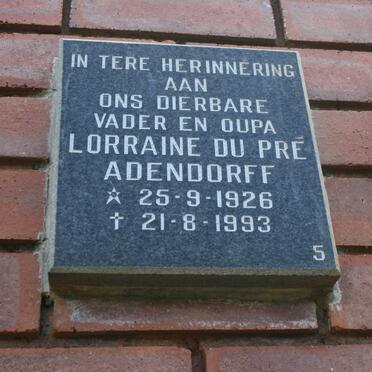 IN TERE HERINNERING
AAN
ONS DIERBARE
VADER EN OUPA
LORRAINE DU PRÉ
ADENDORFF
☆ 25-9-1926
✝ 21-8-1993
5